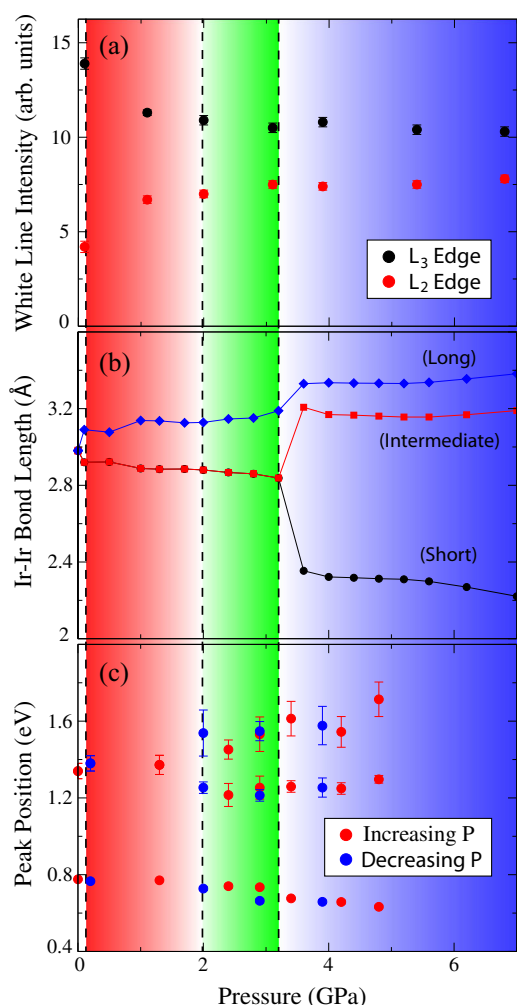 (a)
White Line Intensity (arb. units)
15
10
5
0
L₃ Edge
L₂ Edge
(b)
Ir-Ir Bond Length (Å)
3.2
2.8
2.4
2
(Long)
(Intermediate)
(Short)
(c)
Peak Position (eV)
1.6
1.2
0.8
0.4
Increasing P
Decreasing P
0
2
4
6
Pressure (GPa)